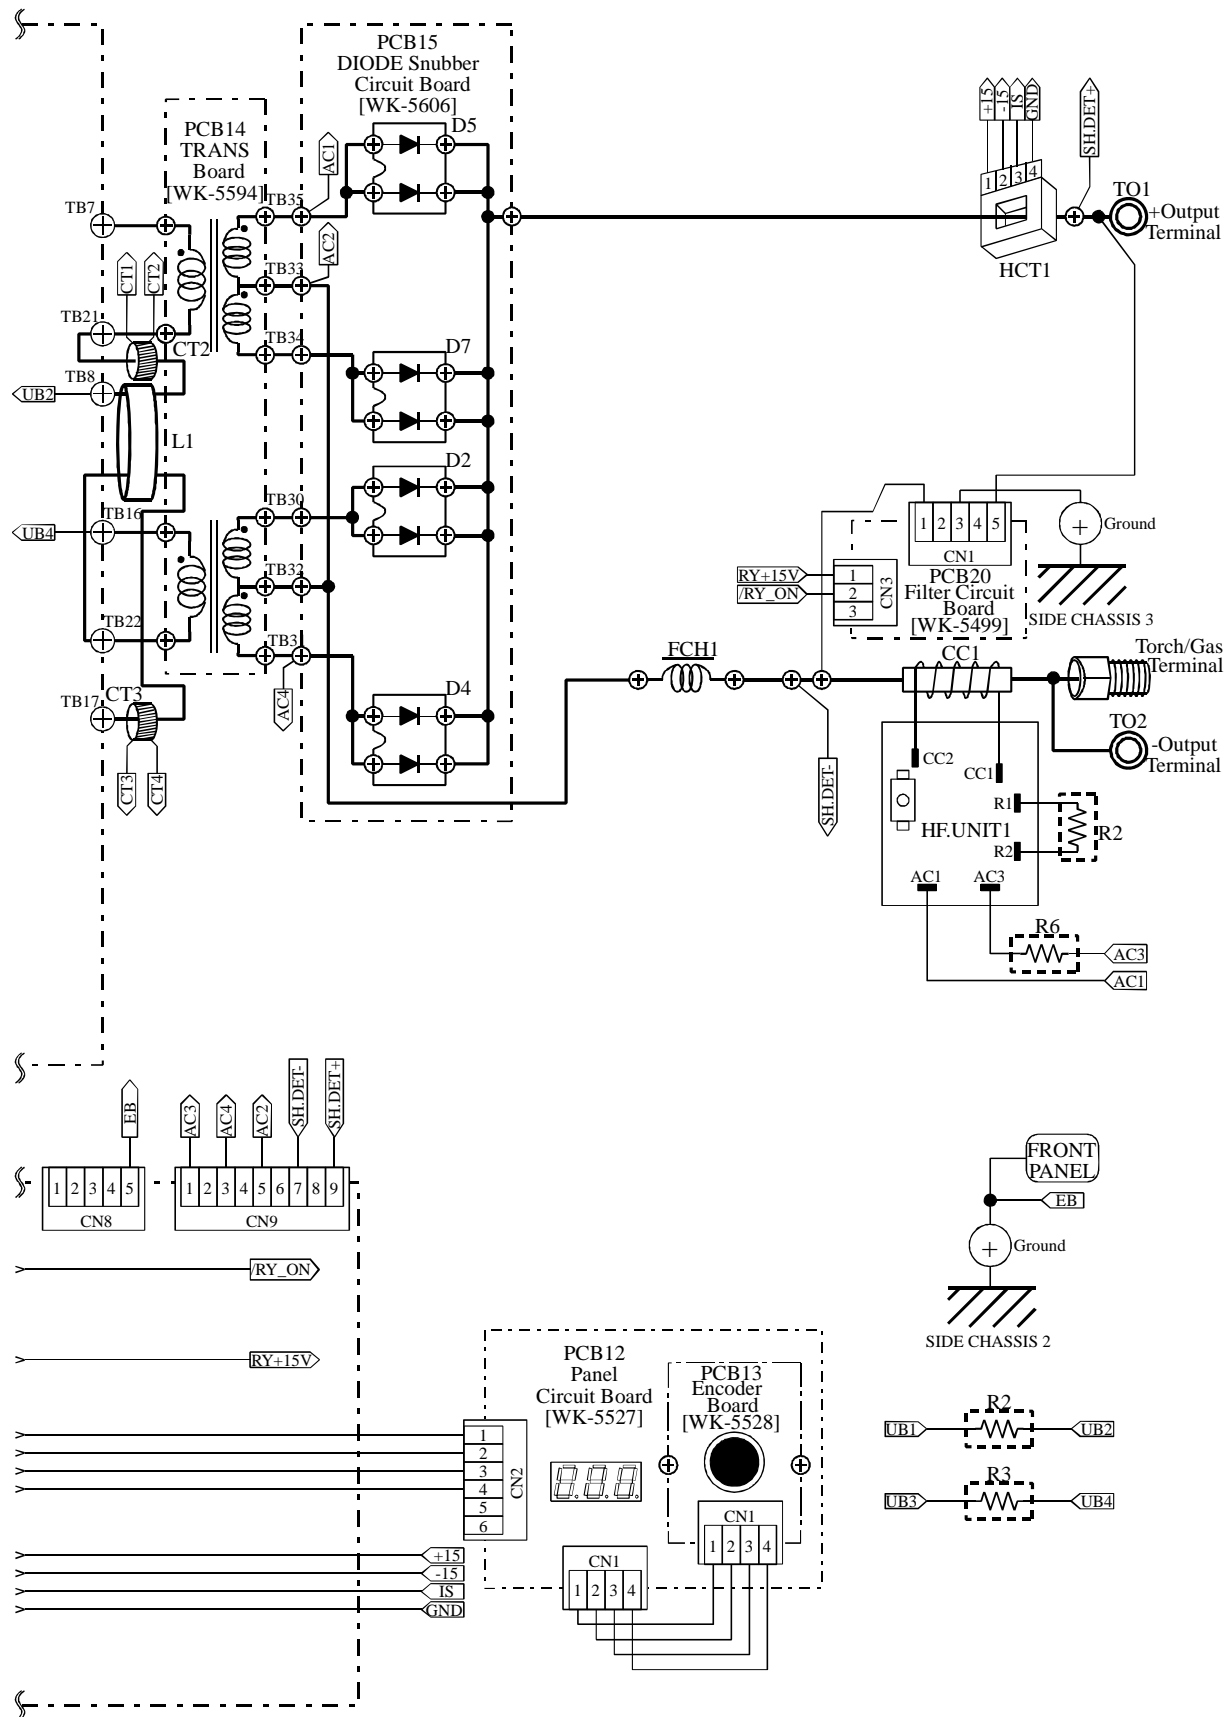 PCB15
DIODE Snubber
Circuit Board
[WK-5606]
PCB14
TRANS
Board
[WK-5594]
D5
AC1
TB35
TB7
AC2
TB33
CT1
CT2
TB21
TB34
CT2
D7
TB8
UB2
L1
D2
TB30
TB16
UB4
TB32
TB22
TB31
AC4
D4
CT3
TB17
CT3
CT4
+15
-15
IS
GND
SH.DET+
1 2 3 4
HCT1
TO1
+Output
Terminal
1 2 3 4 5
CN1
Ground
RY+15V
/RY_ON
1
2
3
CN3
PCB20
Filter Circuit
Board
[WK-5499]
SIDE CHASSIS 3
FCH1
CC1
Torch/Gas
Terminal
TO2
-Output
Terminal
SH.DET-
CC2
CC1
R1
HF.UNIT1
R2
R2
AC1
AC3
R6
AC3
AC1
EB
AC3
AC4
AC2
SH.DET-
SH.DET+
1 2 3 4 5
CN8
1 2 3 4 5 6 7 8 9
CN9
/RY_ON
RY+15V
FRONT
PANEL
EB
Ground
SIDE CHASSIS 2
PCB12
Panel
Circuit Board
[WK-5527]
PCB13
Encoder
Board
[WK-5528]
1
2
3
4
5
6
CN2
8.8.8.
CN1
1 2 3 4
CN1
1 2 3 4
+15
-15
IS
GND
R2
UB1
UB2
R3
UB3
UB4